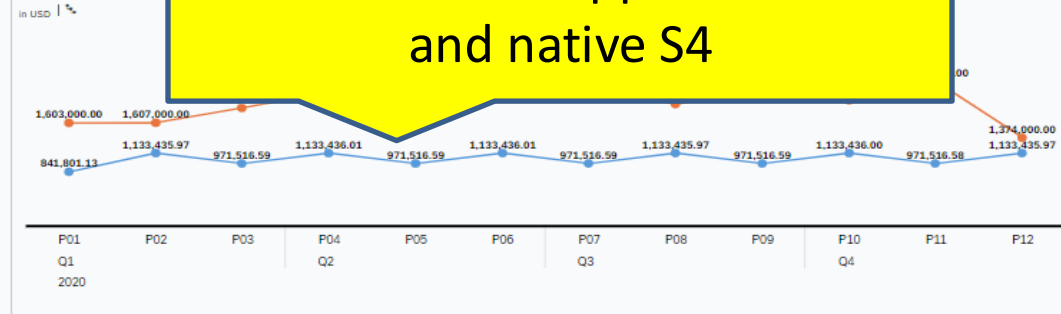 in USD
and native S4
.00
1,603,000.00 1,607,000.00
1,374,000.00
841,801.13 1,133,435.97 971,516.59 1,133,436.01 971,516.59 1,133,436.01 971,516.59 1,133,435.97 971,516.59 1,133,436.00 971,516.58 1,133,435.97
P01 P02 P03 P04 P05 P06 P07 P08 P09 P10 P11 P12
Q1 Q2 Q3 Q4
2020